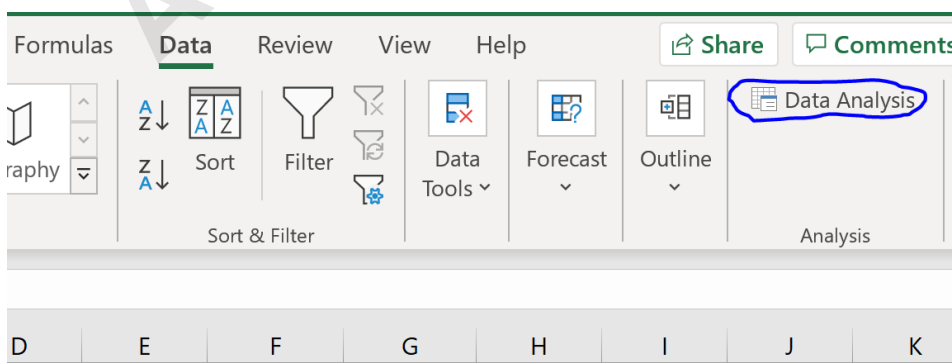 Formulas Data Review View Help Share Comments
Data Analysis
Sort Filter Data Tools Forecast Outline
raphy
Sort & Filter Analysis
D E F G H I J K